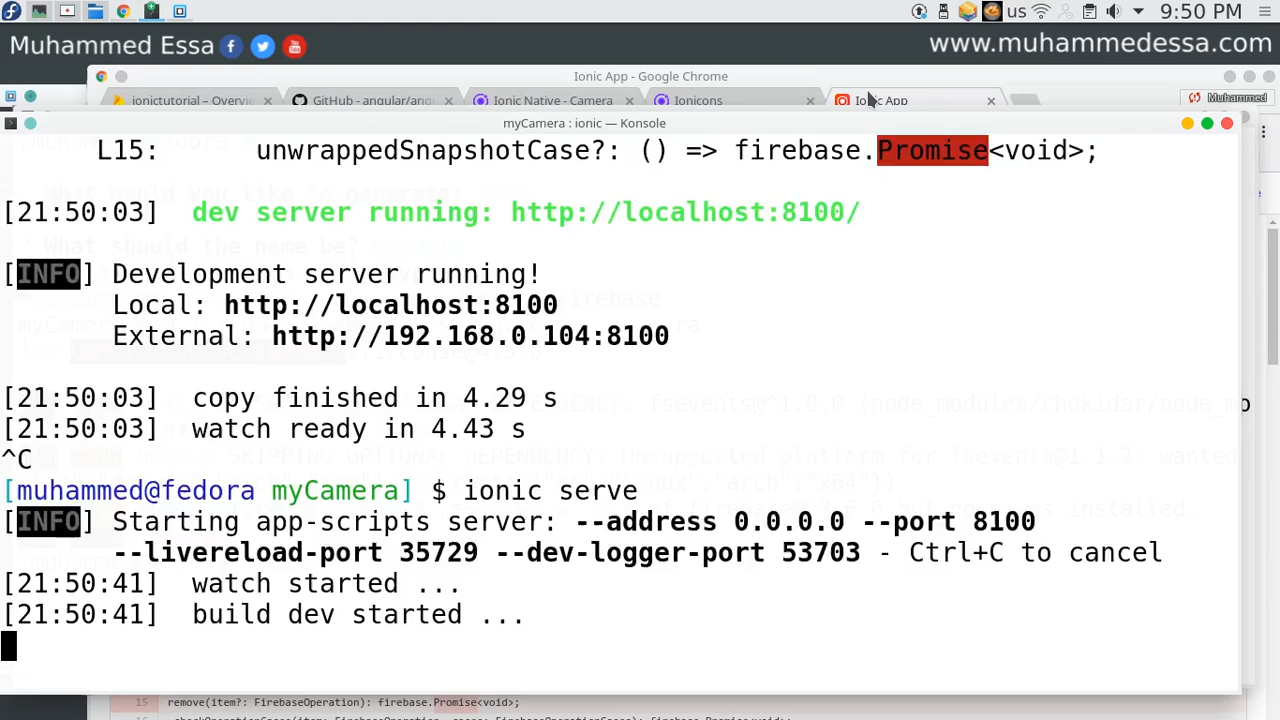 us 9:50 PM
Muhammed Essa www.muhammedessa.com
Ionic App - Google Chrome
ionictutorial – Overvie GitHub - angular/ang Ionic Native - Camera Ionicons Ionic App Muhammed
myCamera : ionic — Konsole
L15: unwrappedSnapshotCase?: () => firebase.Promise<void>;
[21:50:03] dev server running: http://localhost:8100/
[INFO] Development server running!
Local: http://localhost:8100
External: http://192.168.0.104:8100
[21:50:03] copy finished in 4.29 s
[21:50:03] watch ready in 4.43 s
^C
[muhammed@fedora myCamera] $ ionic serve
[INFO] Starting app-scripts server: --address 0.0.0.0 --port 8100
--livereload-port 35729 --dev-logger-port 53703 - Ctrl+C to cancel
[21:50:41] watch started ...
[21:50:41] build dev started ...
15 remove(item?: FirebaseOperation): firebase.Promise<void>;